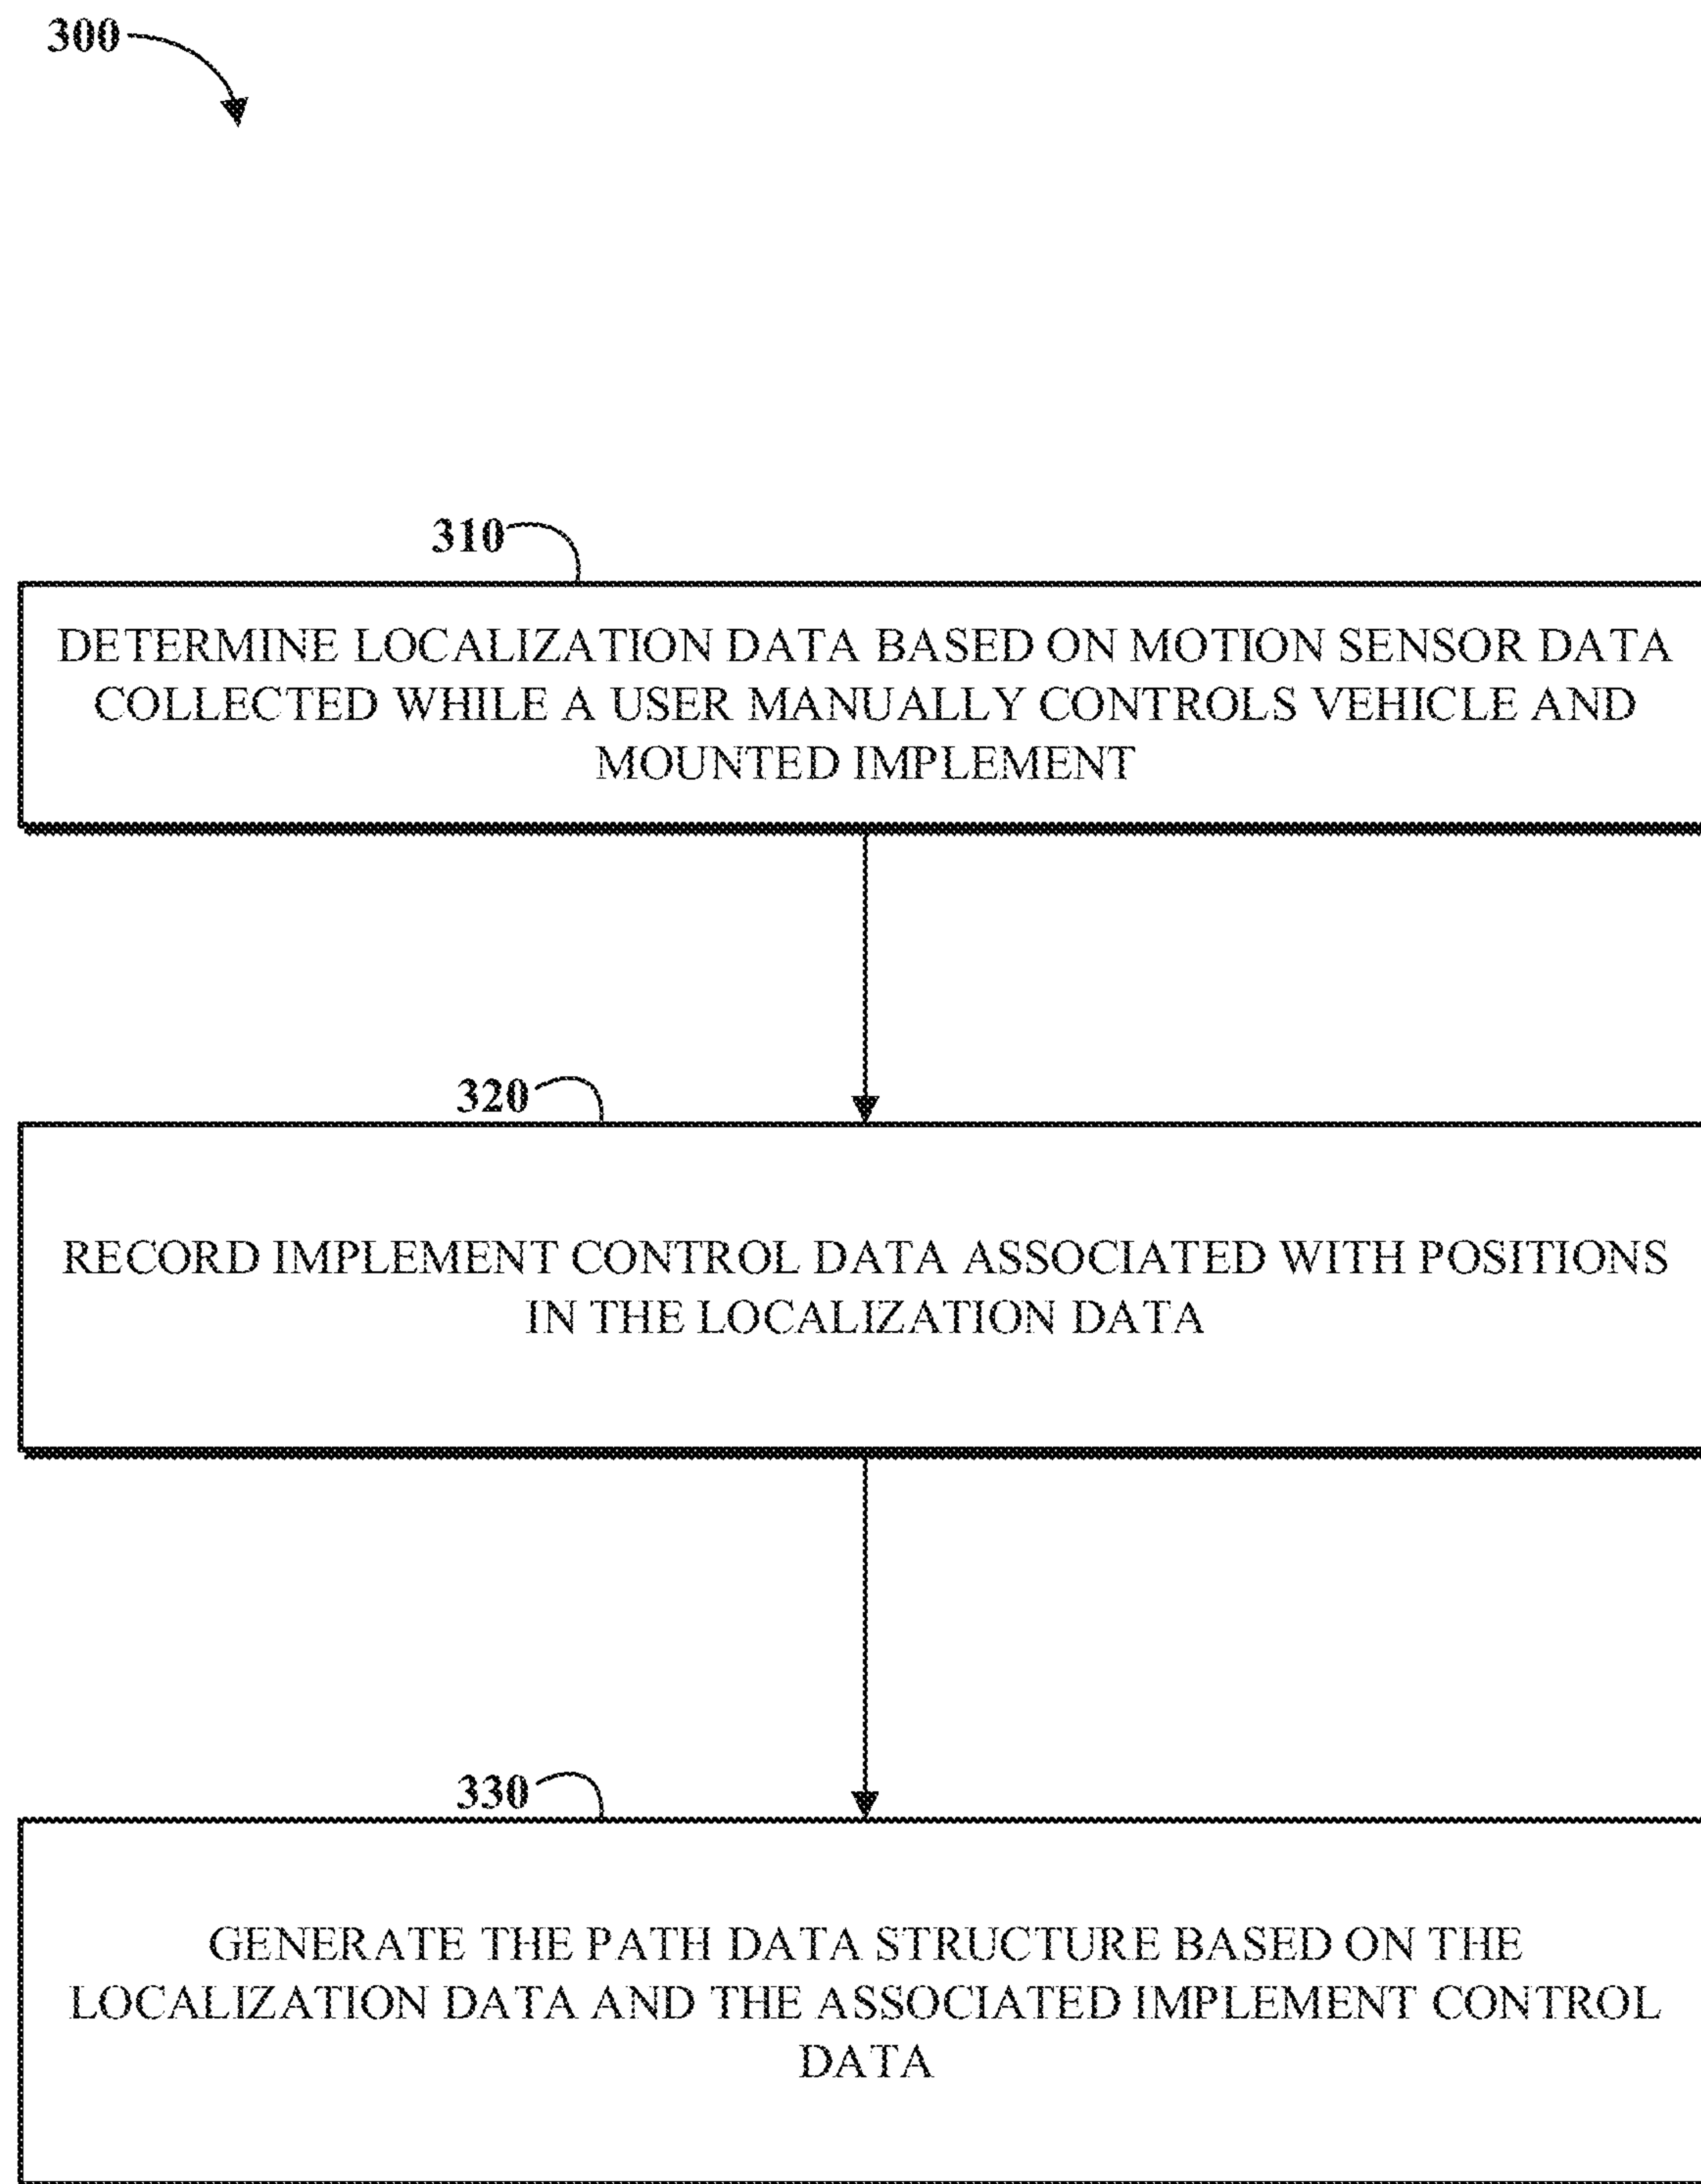 300
310
DETERMINE LOCALIZATION DATA BASED ON MOTION SENSOR DATA
COLLECTED WHILE A USER MANUALLY CONTROLS VEHICLE AND
MOUNTED IMPLEMENT
320
RECORD IMPLEMENT CONTROL DATA ASSOCIATED WITH POSITIONS
IN THE LOCALIZATION DATA
330
GENERATE THE PATH DATA STRUCTURE BASED ON THE
LOCALIZATION DATA AND THE ASSOCIATED IMPLEMENT CONTROL
DATA